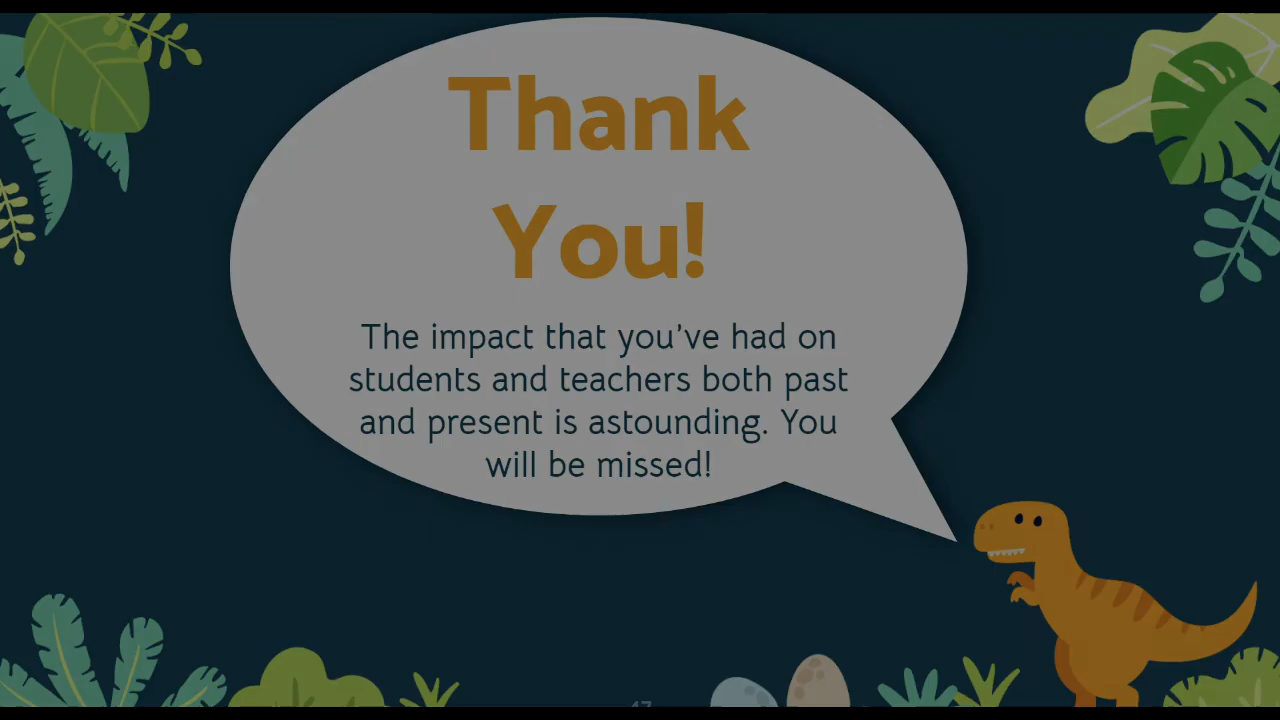 Thank
You!
The impact that you've had on
students and teachers both past
and present is astounding. You
will be missed!